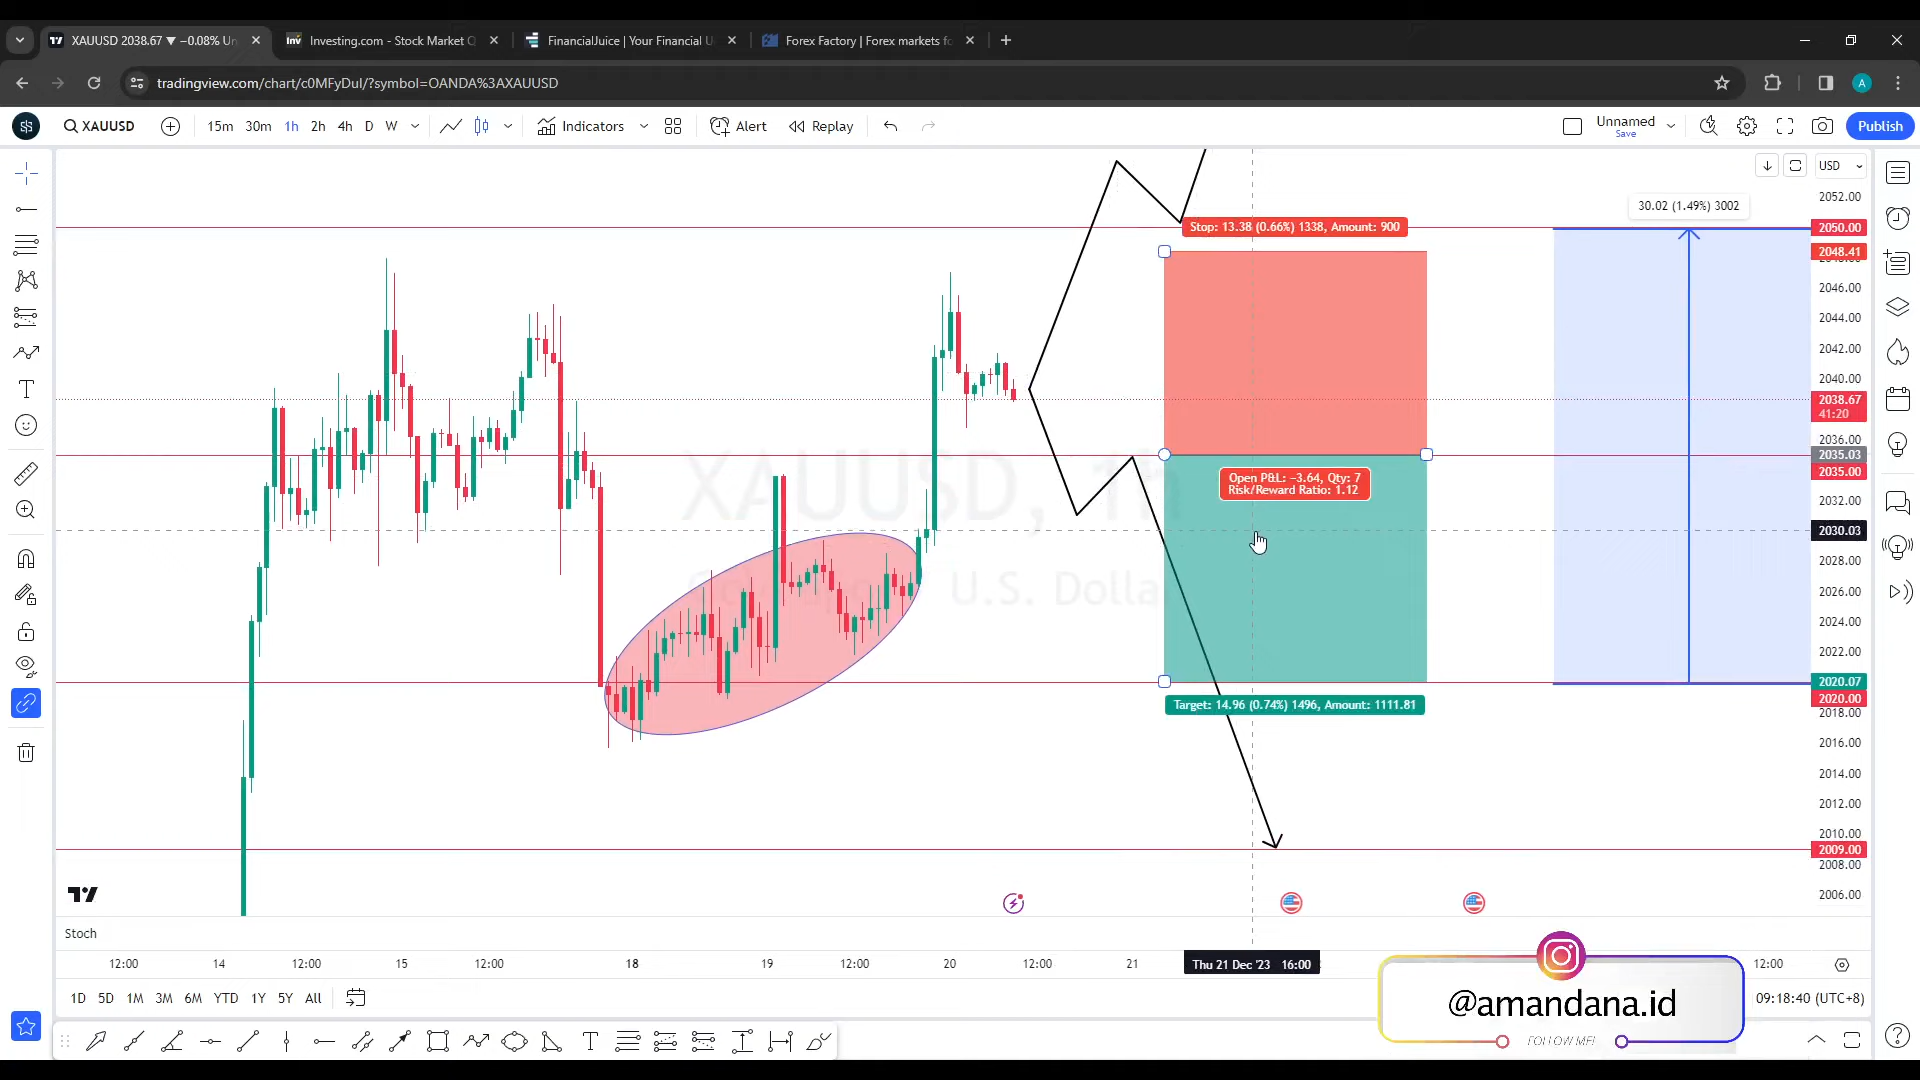 XAUUSD 2038.67 ▼ −0.08% Un
Investing.com - Stock Market Q
FinancialJuice | Your Financial U
Forex Factory | Forex markets fo
tradingview.com/chart/c0MFyDul/?symbol=OANDA%3AXAUUSD
A
XAUUSD
15m 30m 1h 2h 4h D W
Indicators
Alert
Replay
Unnamed
Save
Publish
USD
30.02 (1.49%) 3002
Stop: 13.38 (0.66%) 1338, Amount: 900
Open P&L: −3.64, Qty: 7
Risk/Reward Ratio: 1.12
Target: 14.96 (0.74%) 1496, Amount: 1111.81
XAUUSD, 1h
U.S. Dolla
2052.00
2050.00
2048.41
2046.00
2044.00
2042.00
2040.00
2038.67
41:20
2036.00
2035.03
2035.00
2032.00
2030.03
2028.00
2026.00
2024.00
2022.00
2020.07
2020.00
2018.00
2016.00
2014.00
2012.00
2010.00
2009.00
2008.00
2006.00
Stoch
12:00 14 12:00 15 12:00 18 19 12:00 20 12:00 21 Thu 21 Dec '23 16:00 12:00
1D 5D 1M 3M 6M YTD 1Y 5Y All
09:18:40 (UTC+8)
@amandana.id
FOLLOW ME!